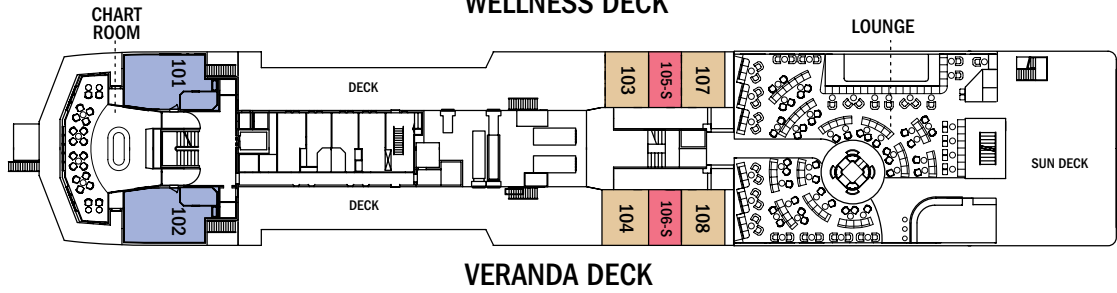 WELLNESS DECK
CHART
ROOM
LOUNGE
101
DECK
103
105-S
107
SUN DECK
102
DECK
104
106-S
108
VERANDA DECK